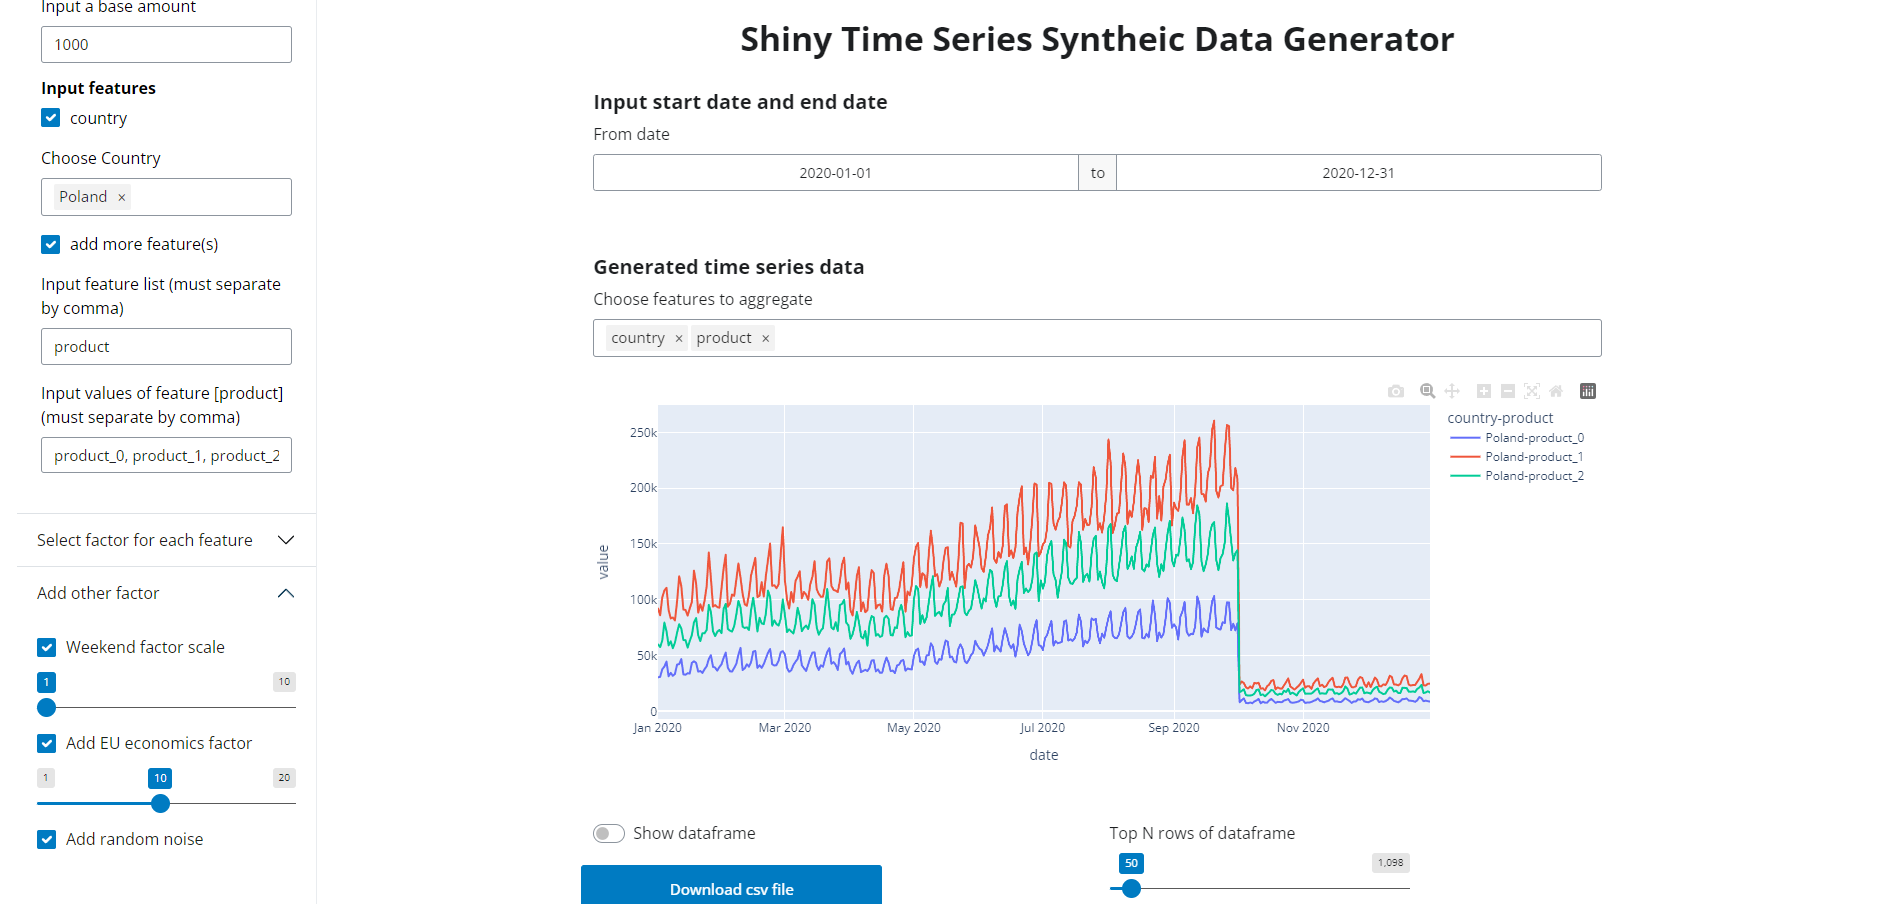 Input a base amount
1000
Input features
country
Choose Country
Poland ×
add more feature(s)
Input feature list (must separate
by comma)
product
Input values of feature [product]
(must separate by comma)
product_0, product_1, product_2
Select factor for each feature
Add other factor
Weekend factor scale
1 10
Add EU economics factor
1 10 20
Add random noise
Shiny Time Series Syntheic Data Generator
Input start date and end date
From date
2020-01-01 to 2020-12-31
Generated time series data
Choose features to aggregate
country × product ×
country-product
Poland-product_0
Poland-product_1
Poland-product_2
250k
200k
150k
100k
50k
0
value
Jan 2020 Mar 2020 May 2020 Jul 2020 Sep 2020 Nov 2020
date
Show dataframe
Download csv file
Top N rows of dataframe
50 1,098